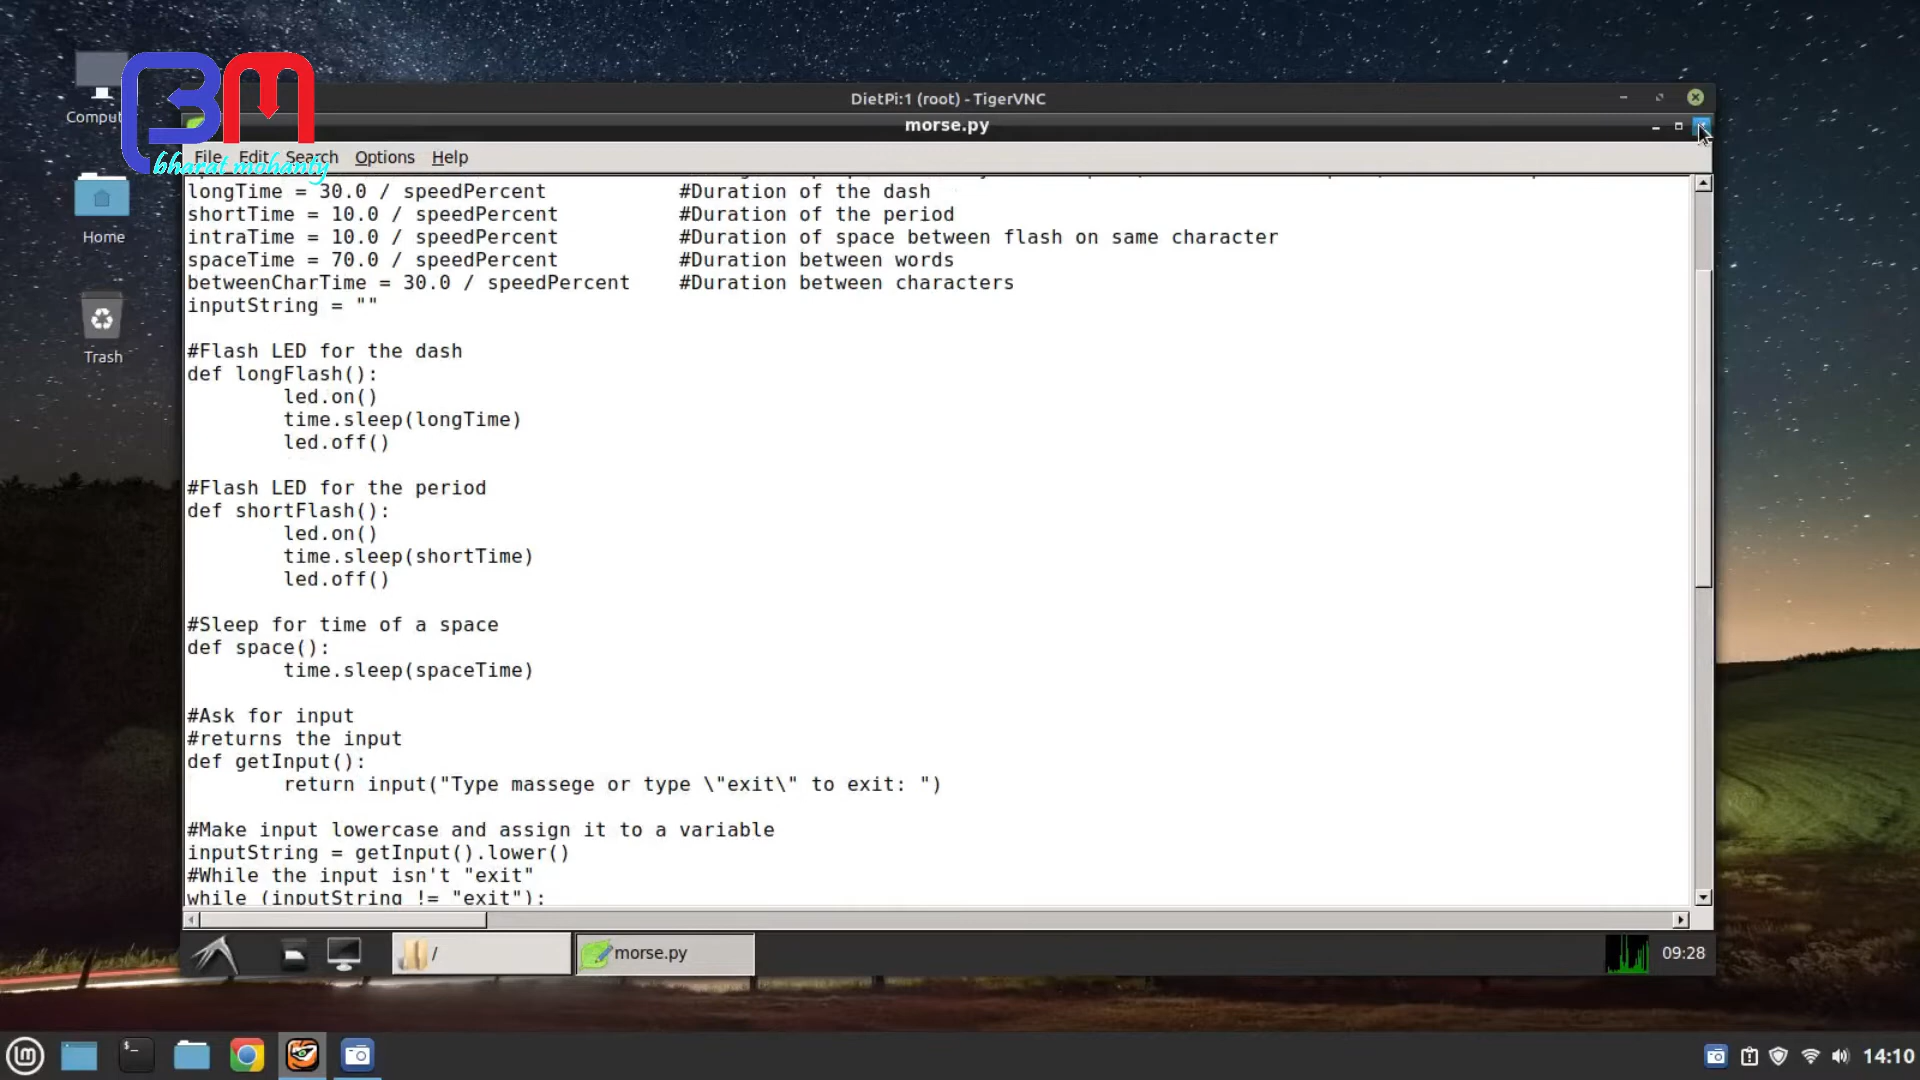 DietPi:1 (root) - TigerVNC
morse.py
BM
bharat mohanty
File Edit Search Options Help
longTime = 30.0 / speedPercent #Duration of the dash
shortTime = 10.0 / speedPercent #Duration of the period
intraTime = 10.0 / speedPercent #Duration of space between flash on same character
spaceTime = 70.0 / speedPercent #Duration between words
betweenCharTime = 30.0 / speedPercent #Duration between characters
inputString = ""
#Flash LED for the dash
def longFlash():
led.on()
time.sleep(longTime)
led.off()
#Flash LED for the period
def shortFlash():
led.on()
time.sleep(shortTime)
led.off()
#Sleep for time of a space
def space():
time.sleep(spaceTime)
#Ask for input
#returns the input
def getInput():
return input("Type massege or type \"exit\" to exit: ")
#Make input lowercase and assign it to a variable
inputString = getInput().lower()
#While the input isn't "exit"
while (inputString != "exit"):
Home
Trash
/
morse.py
09:28
14:10